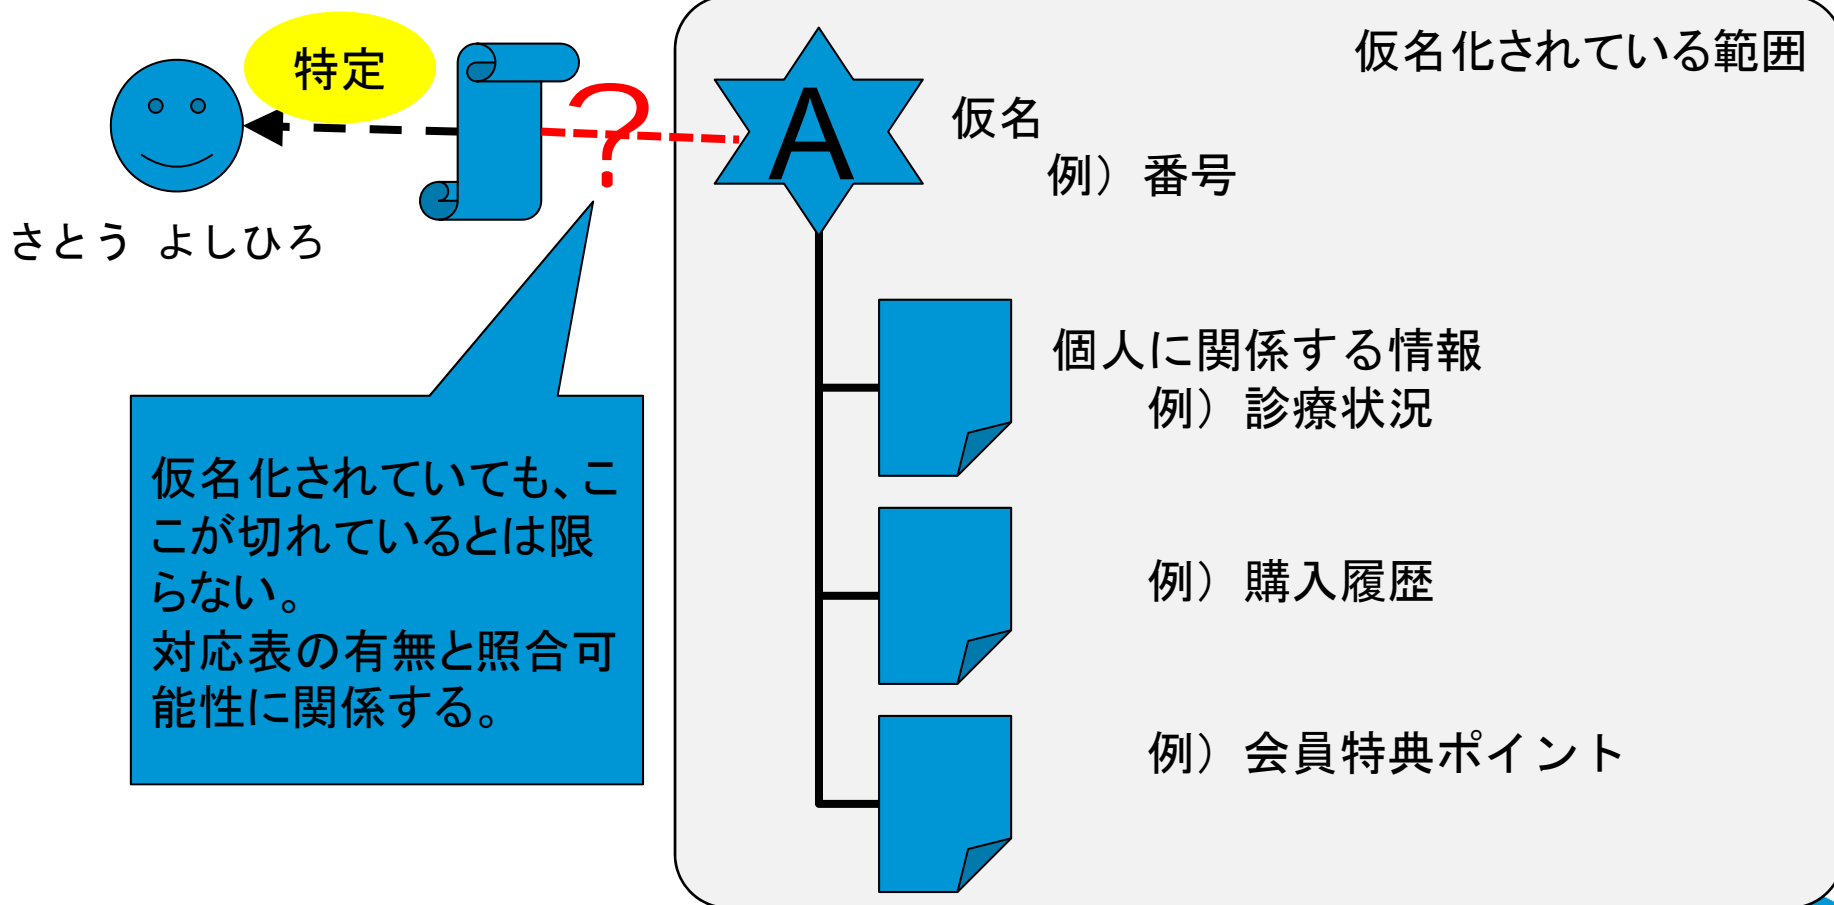 仮名化されている範囲
特定
?
A
仮名
例）番号
さとう よしひろ
個人に関係する情報
例）診療状況
仮名化されていても、こ
こが切れているとは限
らない。
対応表の有無と照合可
能性に関係する。
例）購入履歴
例）会員特典ポイント